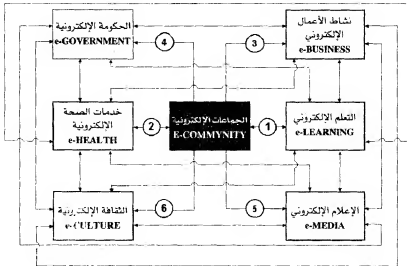 الحكومة الإلكترونية
e-GOVERNMENT
4
3
نشاط الأعمال
الإلكتروني
e-BUSINESS
خدمات الصحة
الإلكترونية
e-HEALTH
2
الجماعات الإلكترونية
E-COMMYNITY
1
التعلم الإلكتروني
e-LEARNING
الثقافة الإلكترونية
e-CULTURE
6
5
الإعلام الإلكتروني
e-MEDIA